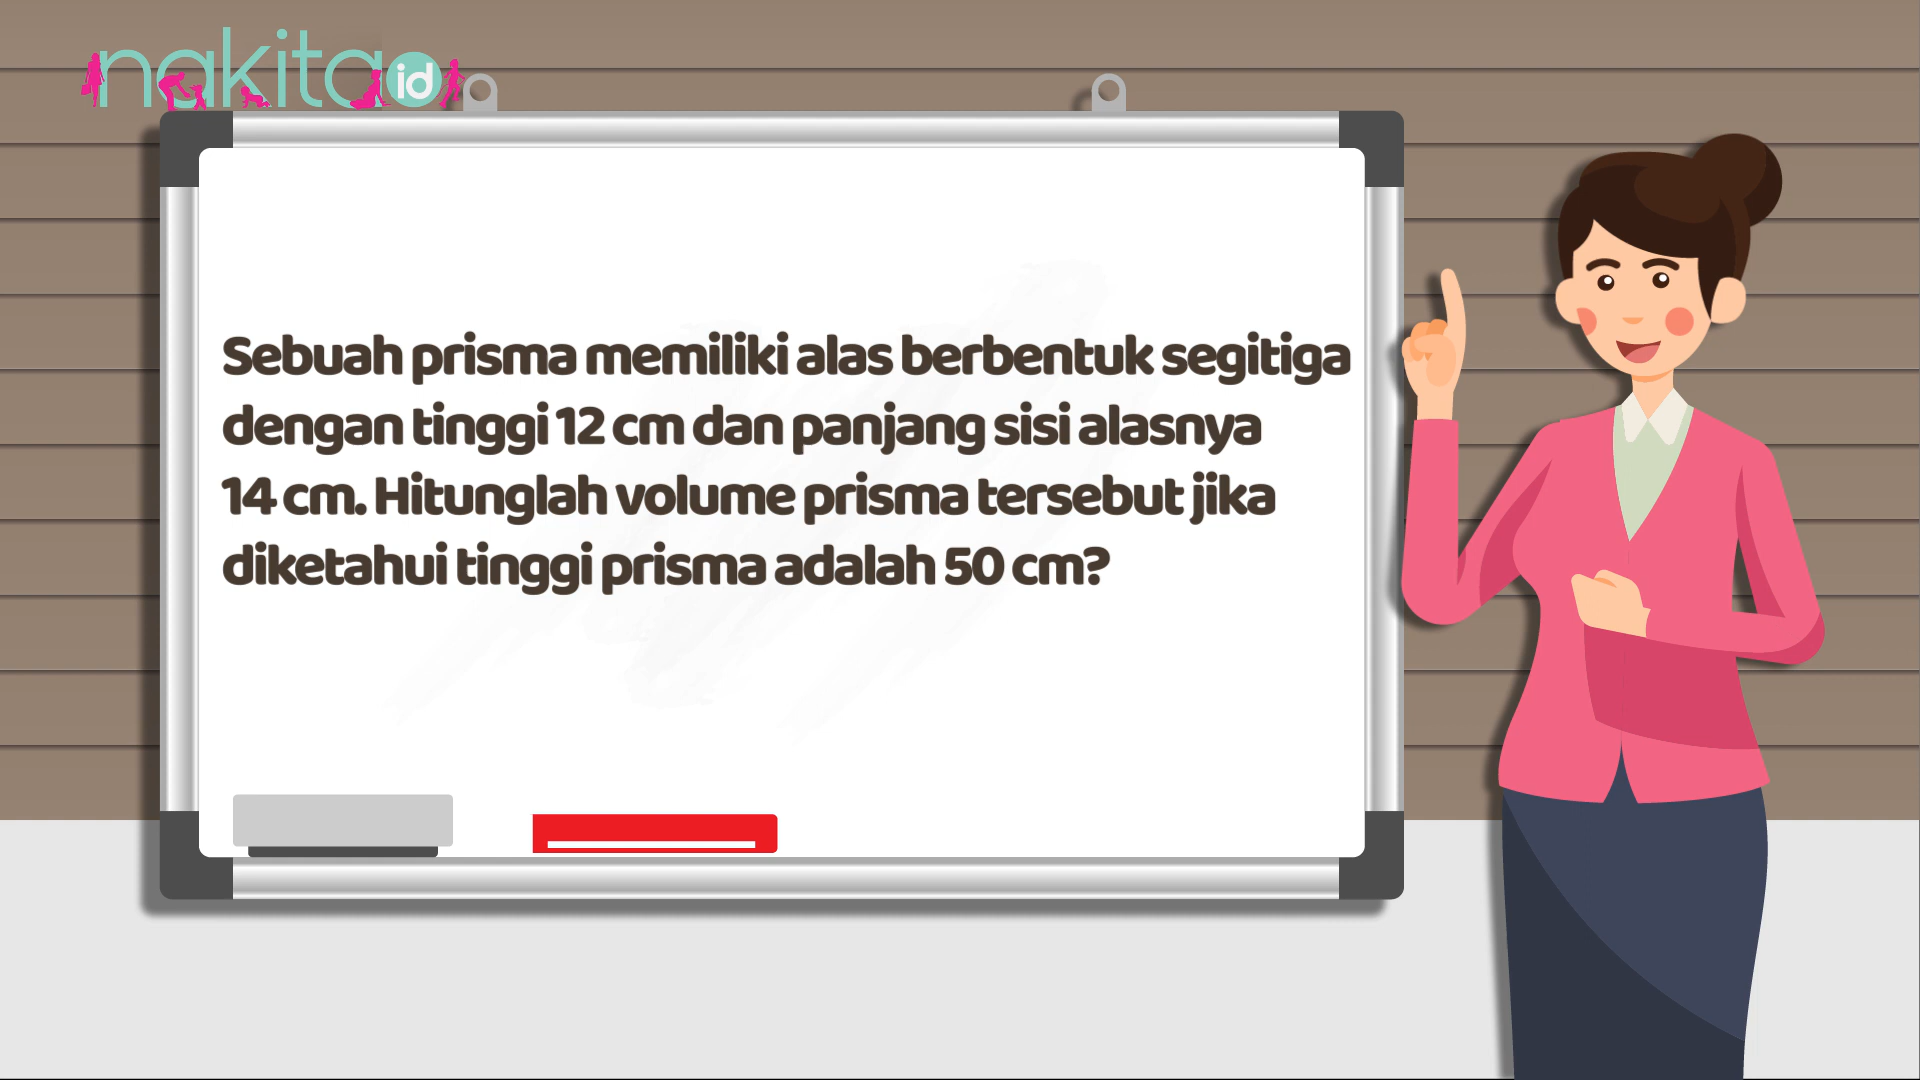 nakita id
Sebuah prisma memiliki alas berbentuk segitiga
dengan tinggi 12 cm dan panjang sisi alasnya
14 cm. Hitunglah volume prisma tersebut jika
diketahui tinggi prisma adalah 50 cm?